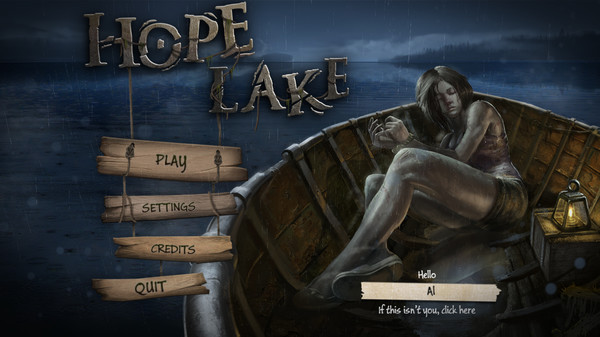 HOPE
LAKE
PLAY
SETTINGS
CREDITS
QUIT
Hello
Al
If this isn't you, click here